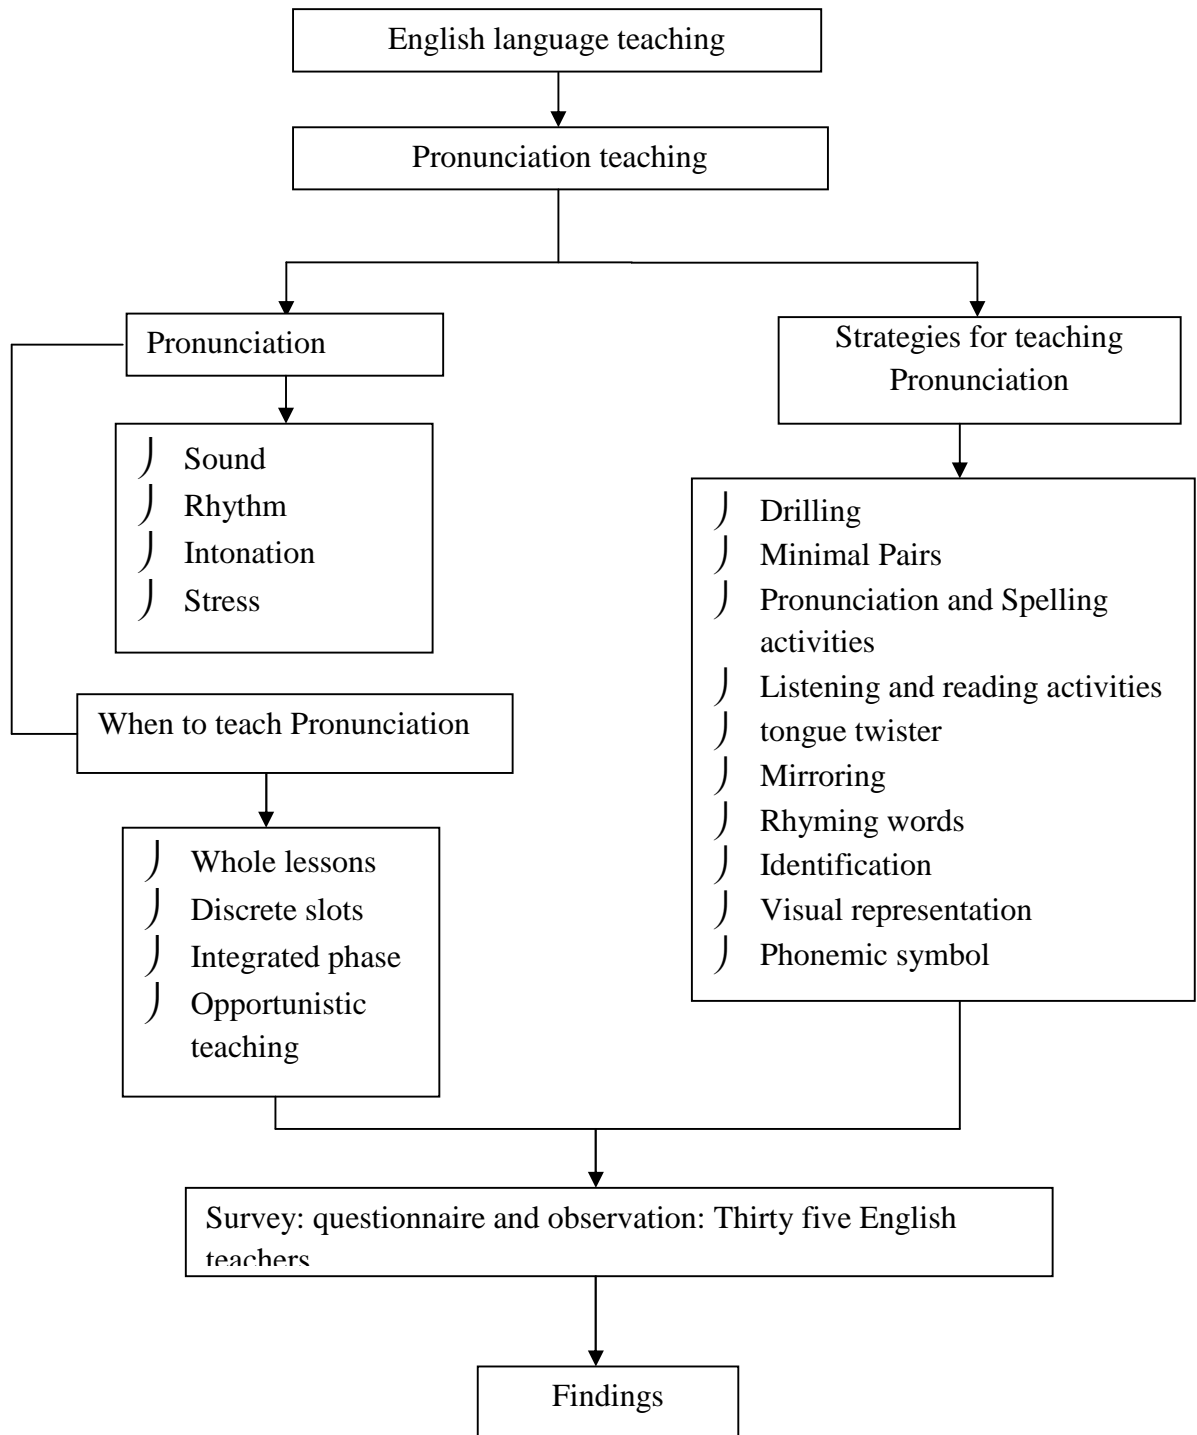 English language teaching
Pronunciation teaching
Pronunciation
Sound
Rhythm
Intonation
Stress
When to teach Pronunciation
Whole lessons
Discrete slots
Integrated phase
Opportunistic
teaching
Strategies for teaching
Pronunciation
Drilling
Minimal Pairs
Pronunciation and Spelling
activities
Listening and reading activities
tongue twister
Mirroring
Rhyming words
Identification
Visual representation
Phonemic symbol
Survey: questionnaire and observation: Thirty five English
teachers
Findings